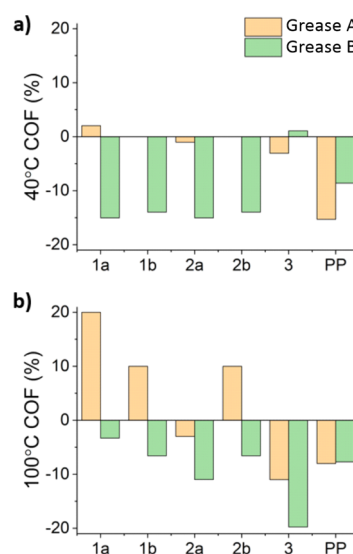 a)
Grease A
Grease B
40°C COF (%)
20
10
0
-10
-20
1a 1b 2a 2b 3 PP
b)
100°C COF (%)
20
10
0
-10
-20
1a 1b 2a 2b 3 PP